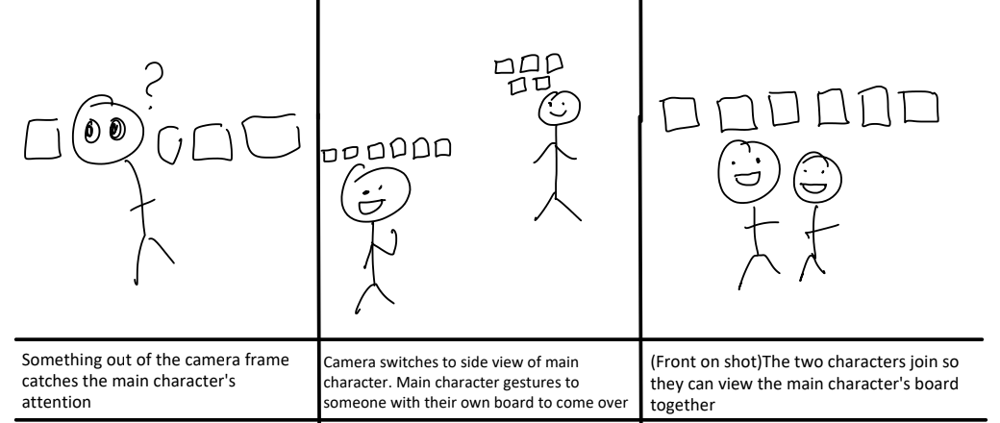 ?
Something out of the camera frame
catches the main character's
attention
Camera switches to side view of main
character. Main character gestures to
someone with their own board to come over
(Front on shot)The two characters join so
they can view the main character's board
together